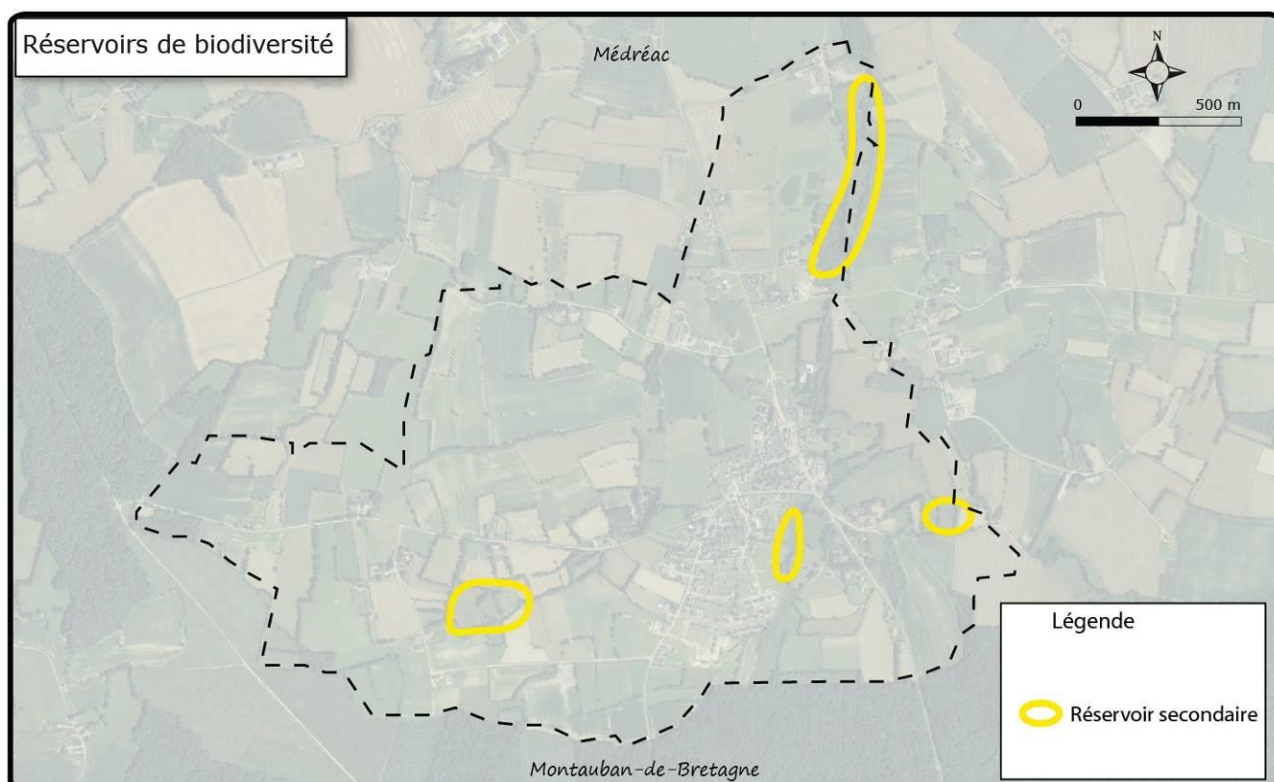 Réservoirs de biodiversité
Médréac
N
0 500 m
Légende
Réservoir secondaire
Montauban-de-Bretagne